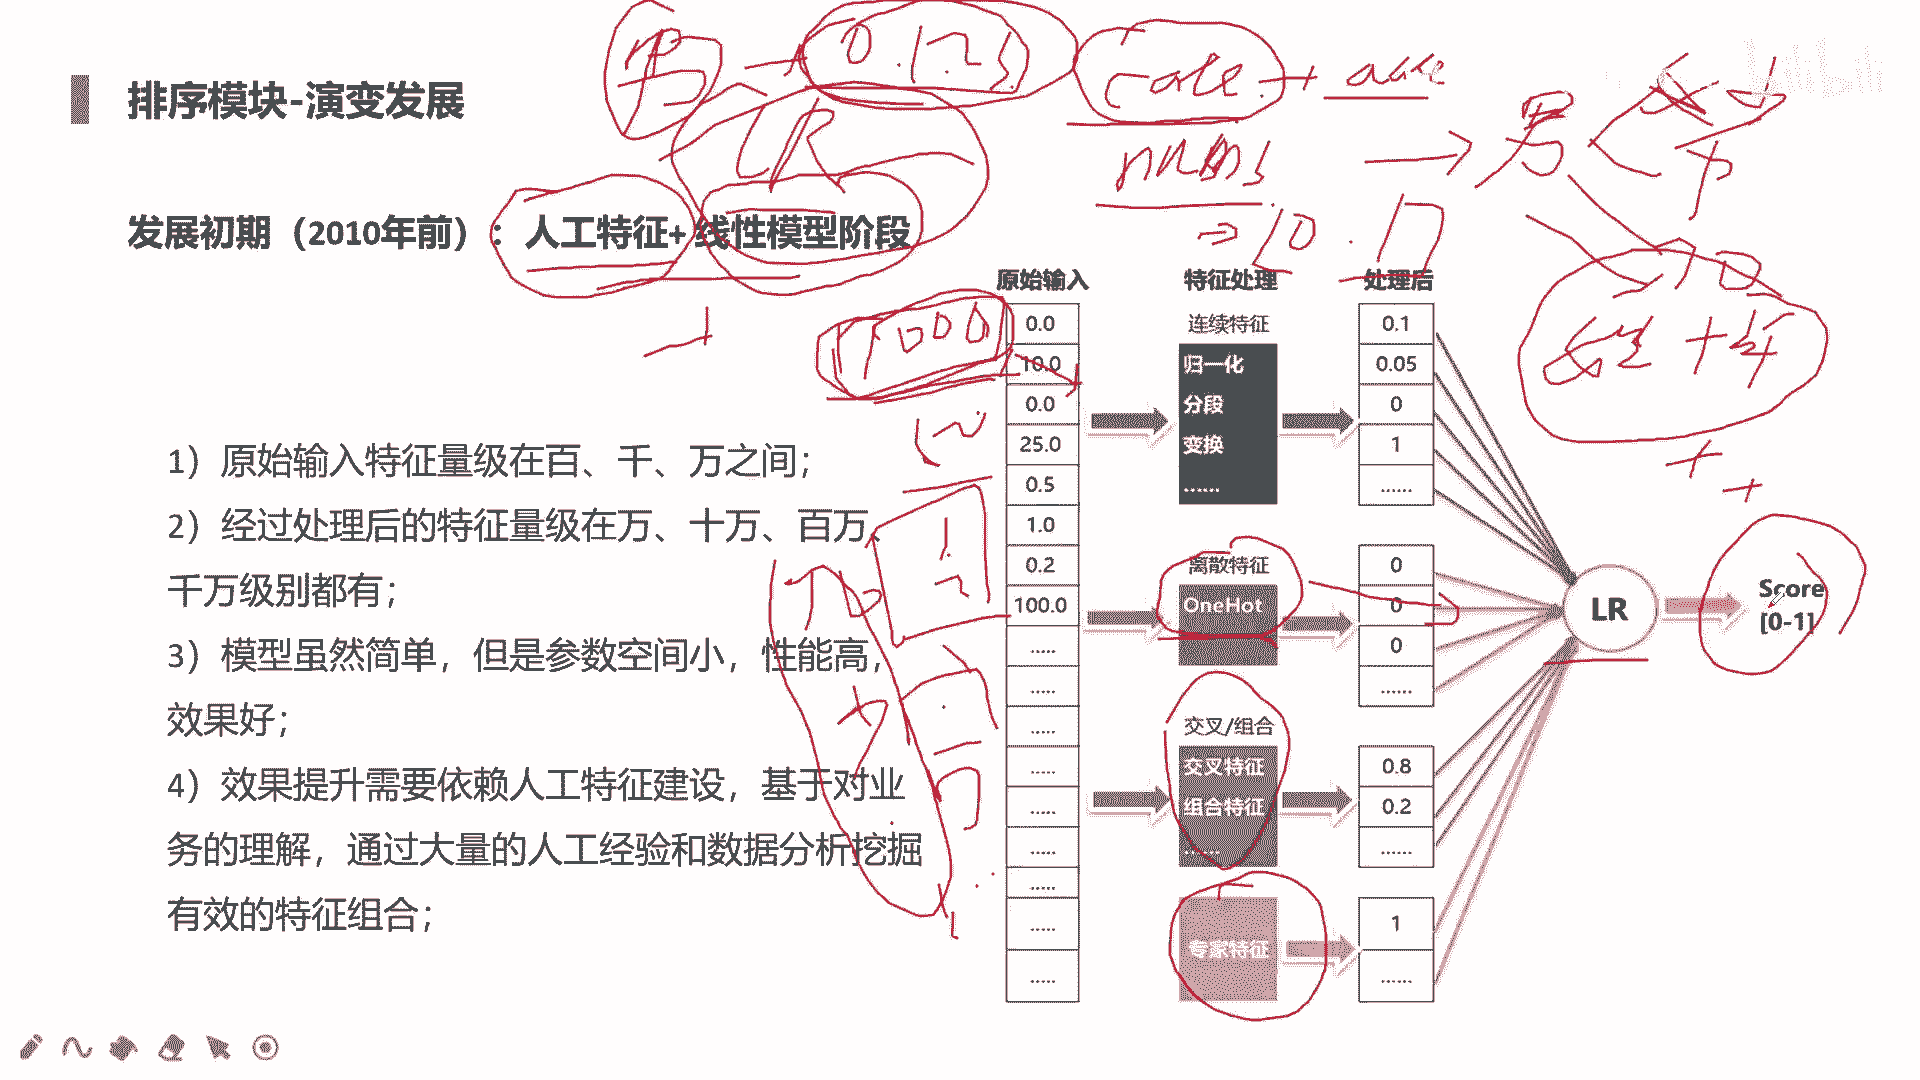 排序模块-演变发展
bilibili
男
0.1.2.3
cate
+
nums
男
LR
[0.1]
发展初期（2010年前）：人工特征+ 线性模型阶段
原始输入
特征处理
处理后
1000
0.0
10.0
0.0
25.0
0.5
1.0
0.2
100.0
.....
.....
.....
.....
.....
.....
.....
.....
.....
连续特征
归一化
分段
变换
......
离散特征
OneHot
交叉/组合
交叉特征
组合特征
......
专家特征
0.1
0.05
0
1
......
0
0
0
......
0.8
0.2
......
1
......
LR
Score
[0-1]
1）原始输入特征量级在百、千、万之间；
2）经过处理后的特征量级在万、十万、百万、
千万级别都有；
3）模型虽然简单，但是参数空间小，性能高，
效果好；
4）效果提升需要依赖人工特征建设，基于对业
务的理解，通过大量的人工经验和数据分析挖掘
有效的特征组合；